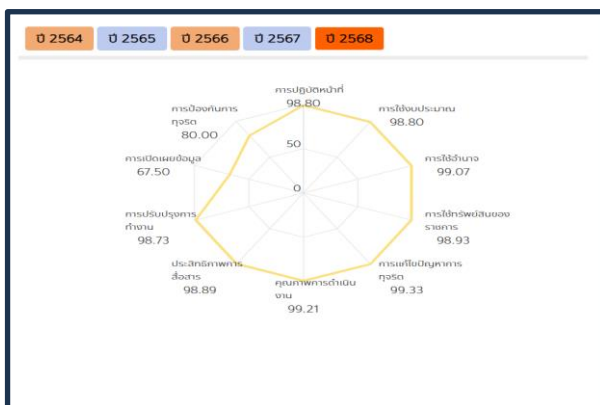 ปี 2564 ปี 2565 ปี 2566 ปี 2567 ปี 2568
การปฏิบัติหน้าที่
98.80
การใช้งบประมาณ
98.80
การใช้อำนาจ
99.07
การใช้ทรัพย์สินของ
ราชการ
98.93
การแก้ไขปัญหาการ
ทุจริต
99.33
คุณภาพการดำเนิน
งาน
99.21
ประสิทธิภาพการ
สื่อสาร
98.89
การปรับปรุงการ
ทำงาน
98.73
การเปิดเผยข้อมูล
67.50
การป้องกันการ
ทุจริต
80.00
50
0